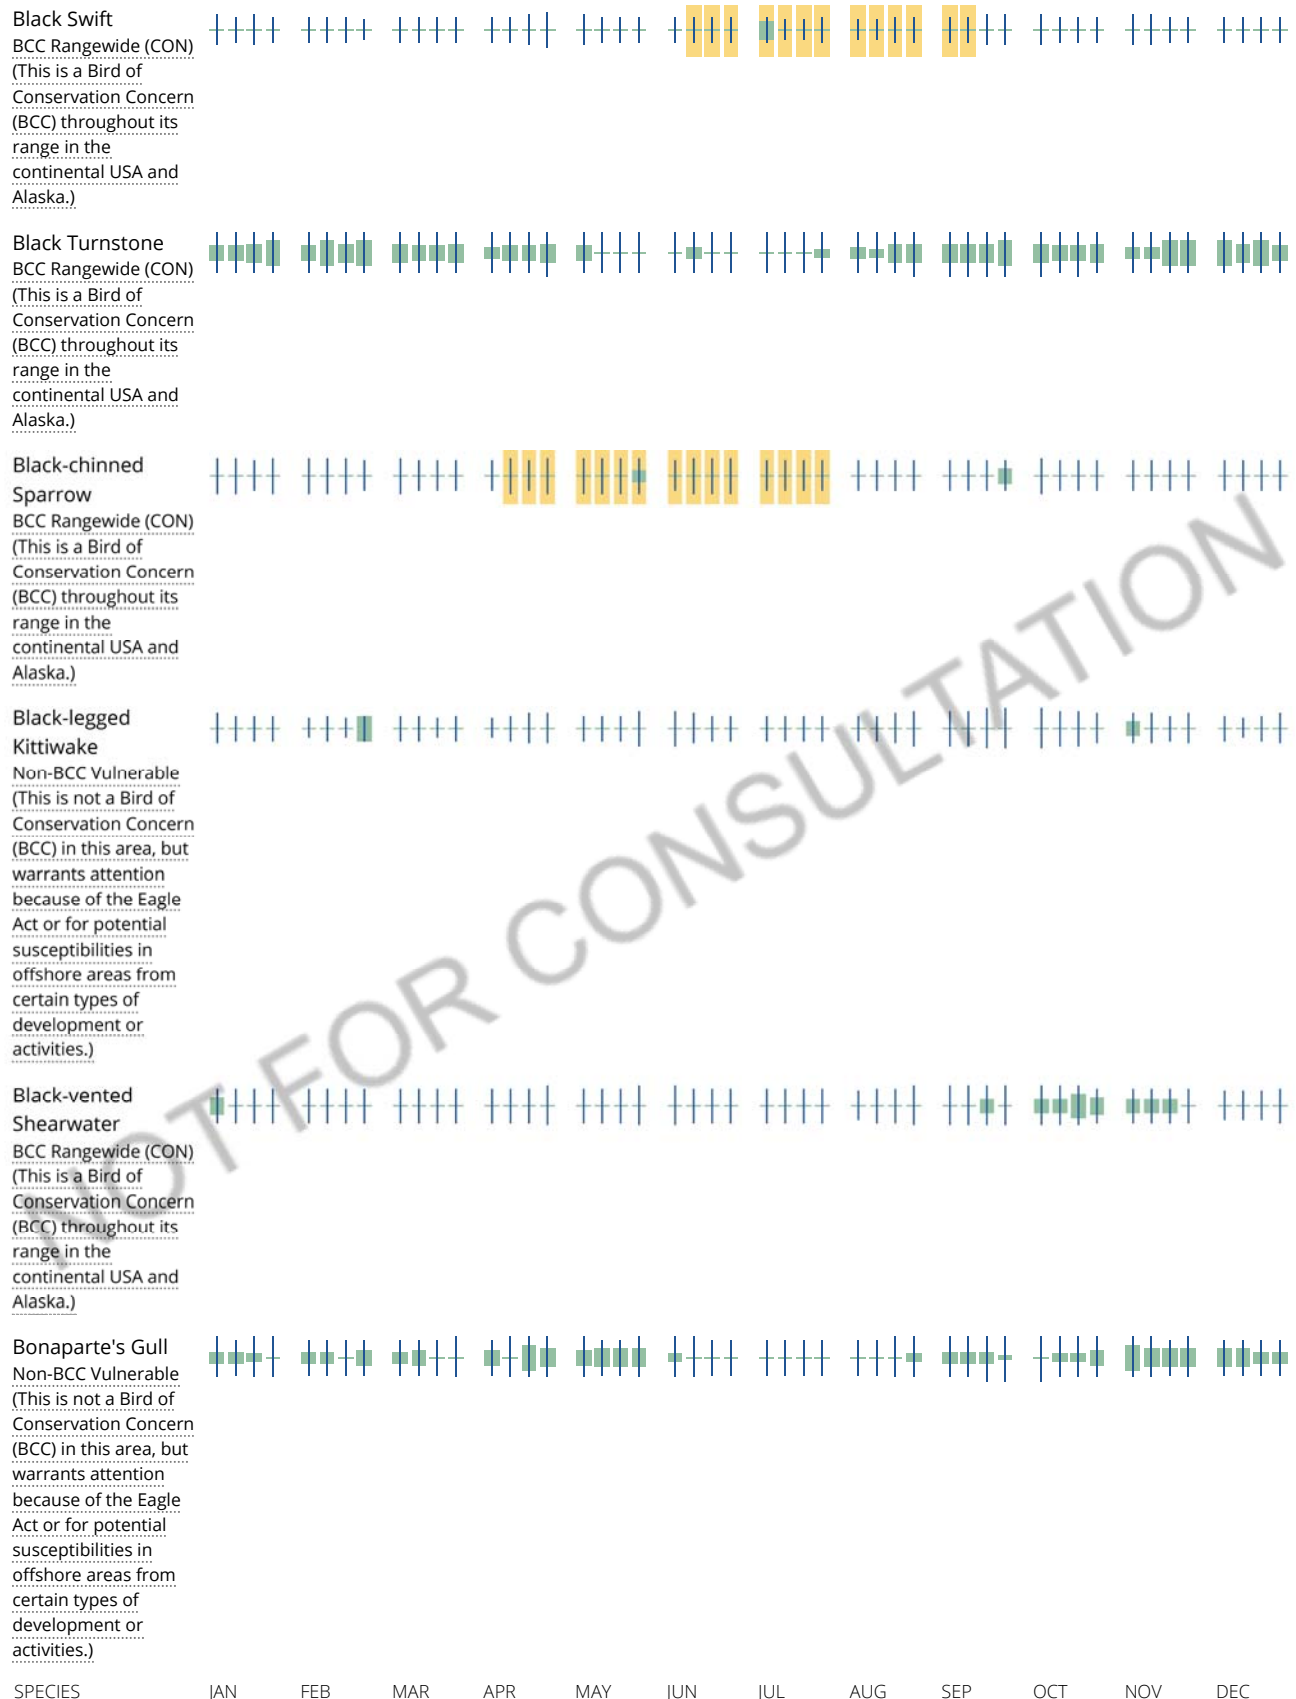 Black Swift
BCC Rangewide (CON)
(This is a Bird of
Conservation Concern
(BCC) throughout its
range in the
continental USA and
Alaska.)
Black Turnstone
BCC Rangewide (CON)
(This is a Bird of
Conservation Concern
(BCC) throughout its
range in the
continental USA and
Alaska.)
Black-chinned
Sparrow
BCC Rangewide (CON)
(This is a Bird of
Conservation Concern
(BCC) throughout its
range in the
continental USA and
Alaska.)
Black-legged
Kittiwake
Non-BCC Vulnerable
(This is not a Bird of
Conservation Concern
(BCC) in this area, but
warrants attention
because of the Eagle
Act or for potential
susceptibilities in
offshore areas from
certain types of
development or
activities.)
Black-vented
Shearwater
BCC Rangewide (CON)
(This is a Bird of
Conservation Concern
(BCC) throughout its
range in the
continental USA and
Alaska.)
Bonaparte's Gull
Non-BCC Vulnerable
(This is not a Bird of
Conservation Concern
(BCC) in this area, but
warrants attention
because of the Eagle
Act or for potential
susceptibilities in
offshore areas from
certain types of
development or
activities.)
SPECIES JAN FEB MAR APR MAY JUN JUL AUG SEP OCT NOV DEC
NOT FOR CONSULTATION